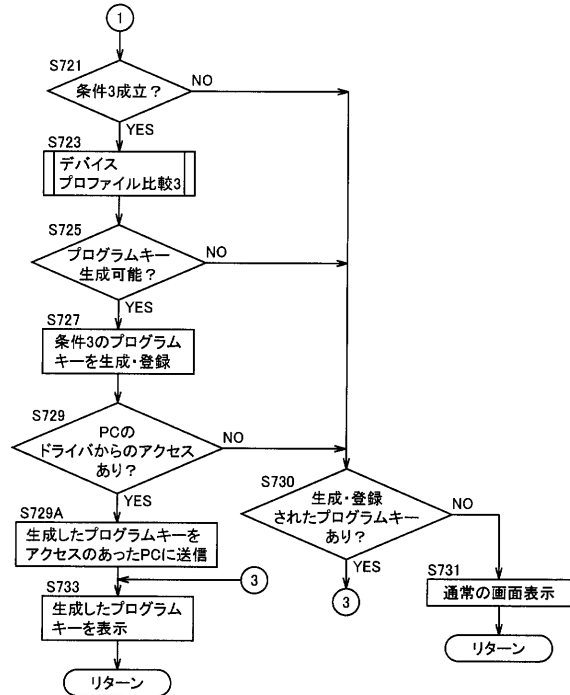 1
S721
条件3成立?
NO
YES
S723
デバイス
プロファイル比較3
S725
プログラムキー
生成可能?
NO
YES
S727
条件3のプログラム
キーを生成・登録
S729
PCの
ドライバからのアクセス
あり?
NO
YES
S730
生成・登録
されたプログラムキー
あり?
NO
YES
S729A
生成したプログラムキーを
アクセスのあったPCに送信
3
3
S731
通常の画面表示
S733
生成したプログラム
キーを表示
リターン
リターン